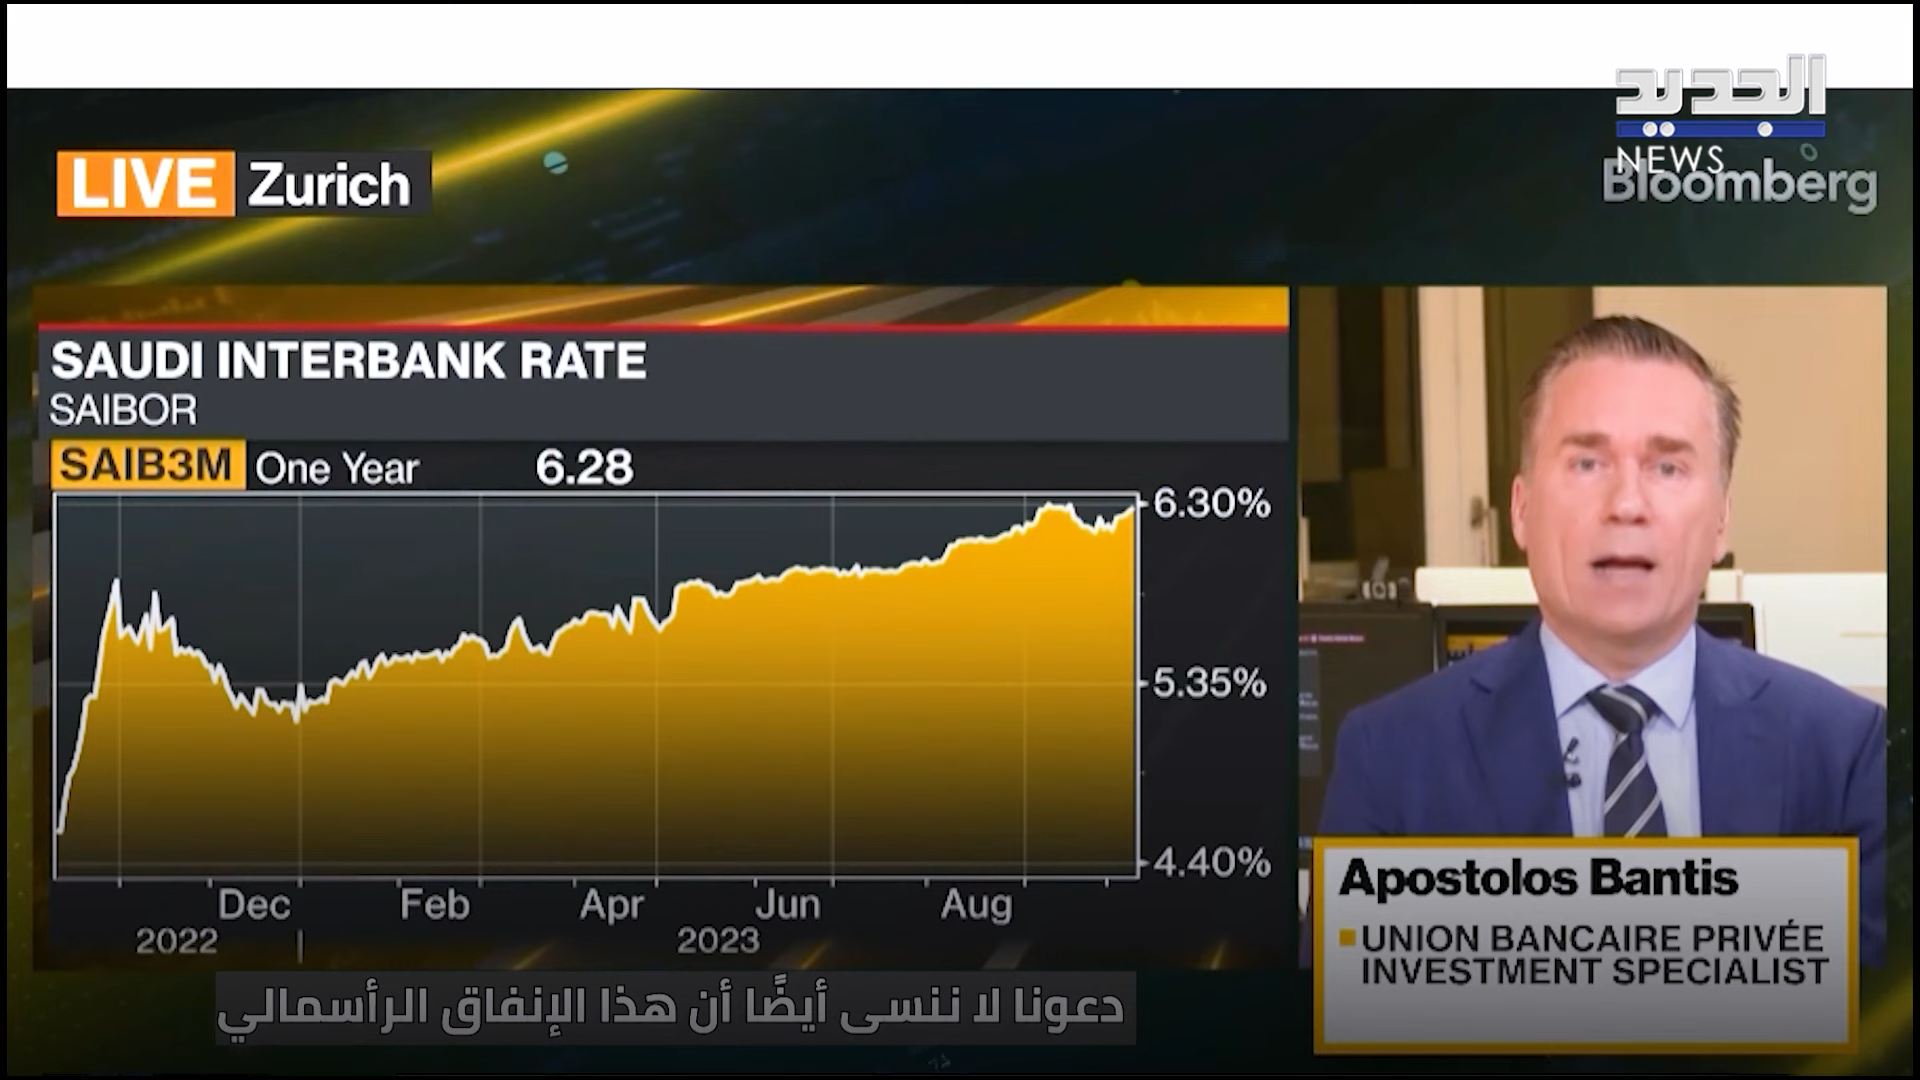 الجديد
NEWS
Bloomberg
LIVE Zurich
SAUDI INTERBANK RATE
SAIBOR
SAIB3M One Year 6.28
6.30%
5.35%
4.40%
Dec Feb Apr Jun Aug
2022 2023
Apostolos Bantis
UNION BANCAIRE PRIVÉE
INVESTMENT SPECIALIST
دعونا لا ننسى أيضًا أن هذا الإنفاق الرأسمالي